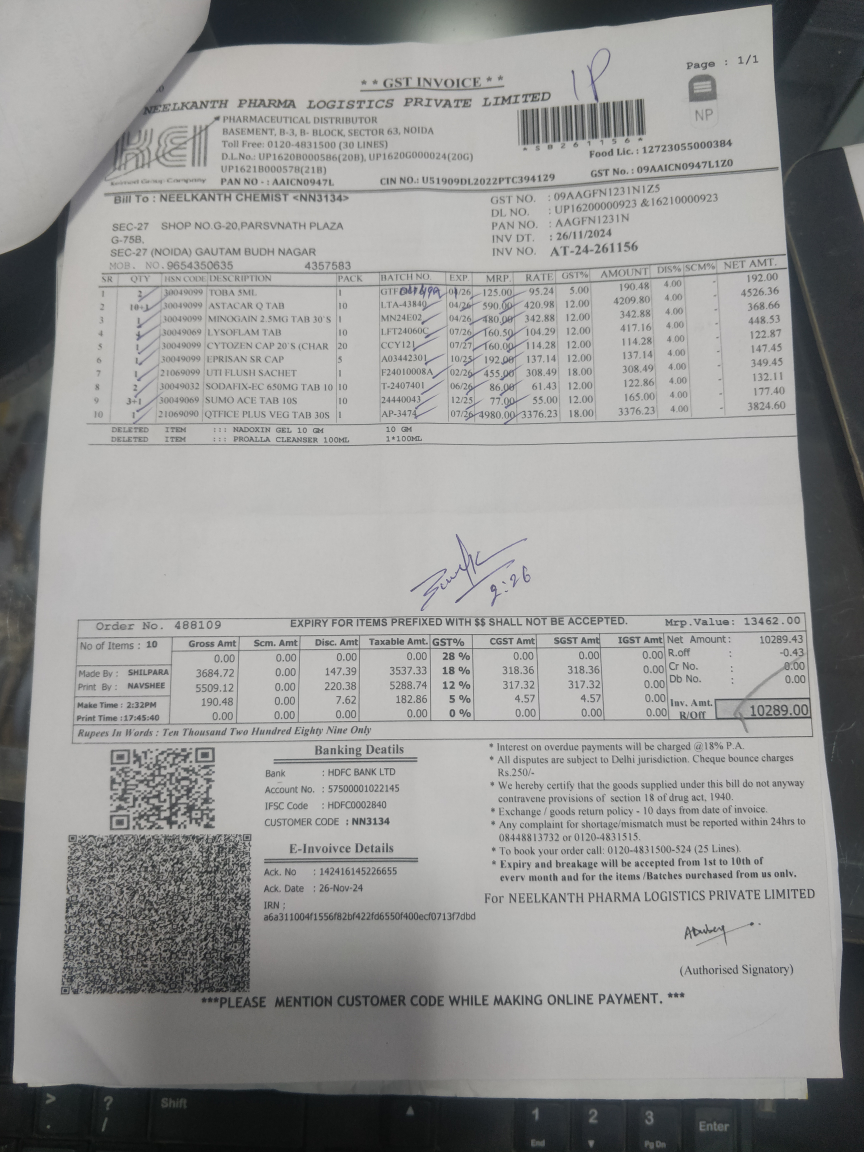 * * GST INVOICE * *
1P
Page : 1/1
NEELKANTH PHARMA LOGISTICS PRIVATE LIMITED
NP
PHARMACEUTICAL DISTRIBUTOR
BASEMENT, B-3, B- BLOCK, SECTOR 63, NOIDA
Toll Free: 0120-4831500 (30 LINES)
D.L.No.: UP1620B000586(20B), UP1620G000024(20G)
UP1621B000578(21B)
PAN NO - : AAICN0947L
CIN NO.: U51909DL2022PTC394129
Food Lic. : 12723055000384
GST No. : 09AAICN0947L1Z0
Bill To : NEELKANTH CHEMIST <NN3134>
SEC-27 SHOP NO.G-20,PARSVNATH PLAZA
G-75B,
SEC-27 (NOIDA) GAUTAM BUDH NAGAR
MOB. NO.9654350635 4357583
GST NO. : 09AAGFN1231N1Z5
DL NO. : UP16200000923 &16210000923
PAN NO. : AAGFN1231N
INV DT. : 26/11/2024
INV NO. AT-24-261156
SR QTY HSN CODE DESCRIPTION PACK BATCH NO. EXP. MRP. RATE GST% AMOUNT DIS% SCM% NET AMT.
1 2 30049099 TOBA 5ML 1 04/26 125.00 95.24 5.00 190.48 4.00 - 192.00
2 10+1 30049099 ASTACAR Q TAB 10 LTA-43840 04/26 590.00 420.98 12.00 4209.80 4.00 - 4526.36
3 1 30049099 MINOGAIN 2.5MG TAB 30'S 1 MN24E02 04/26 480.00 342.88 12.00 342.88 4.00 - 368.66
4 4 30049069 LYSOFLAM TAB 10 LFT24060C 07/26 160.50 104.29 12.00 417.16 4.00 - 448.53
5 1 30049099 CYTOZEN CAP 20'S (CHAR 20 CCY121 07/27 160.00 114.28 12.00 114.28 4.00 - 122.87
6 1 30049099 EPRISAN SR CAP 5 A03442301 10/25 192.00 137.14 12.00 137.14 4.00 - 147.45
7 1 21069099 UTI FLUSH SACHET 1 F24010008A 02/26 455.00 308.49 18.00 308.49 4.00 - 349.45
8 2 30049032 SODAFIX-EC 650MG TAB 10 10 T-2407401 06/26 86.00 61.43 12.00 122.86 4.00 - 132.11
9 3+1 30049069 SUMO ACE TAB 10S 10 24440043 12/25 77.00 55.00 12.00 165.00 4.00 - 177.40
10 1 21069090 QTFICE PLUS VEG TAB 30S 1 AP-3474 07/26 4980.00 3376.23 18.00 3376.23 4.00 - 3824.60
DELETED ITEM ::: NADOXIN GEL 10 GM 10 GM
DELETED ITEM ::: PROALLA CLEANSER 100ML 1*100ML
2:26
Order No. 488109 EXPIRY FOR ITEMS PREFIXED WITH $$ SHALL NOT BE ACCEPTED. Mrp.Value: 13462.00
No of Items : 10 Gross Amt Scm. Amt Disc. Amt Taxable Amt. GST% CGST Amt SGST Amt IGST Amt Net Amount: 10289.43
0.00 0.00 0.00 0.00 28 % 0.00 0.00 0.00 R.off : -0.43
Made By : SHILPARA 3684.72 0.00 147.39 3537.33 18 % 318.36 318.36 0.00 Cr No. : 0.00
Print By : NAVSHEE 5509.12 0.00 220.38 5288.74 12 % 317.32 317.32 0.00 Db No. : 0.00
Make Time : 2:32PM 190.48 0.00 7.62 182.86 5 % 4.57 4.57 0.00 Inv. Amt.
Print Time :17:45:40 0.00 0.00 0.00 0.00 0 % 0.00 0.00 0.00 R/Off 10289.00
Rupees In Words : Ten Thousand Two Hundred Eighty Nine Only
Banking Deatils
Bank : HDFC BANK LTD
Account No. : 57500001022145
IFSC Code : HDFC0002840
CUSTOMER CODE : NN3134
E-Invoivce Details
Ack. No : 142416145226655
Ack. Date : 26-Nov-24
IRN :
a6a311004f1556f82bf422fd6550f400ecf0713f7dbd
* Interest on overdue payments will be charged @18% P.A.
* All disputes are subject to Delhi jurisdiction. Cheque bounce charges
Rs.250/-
* We hereby certify that the goods supplied under this bill do not anyway
contravene provisions of section 18 of drug act, 1940.
* Exchange / goods return policy - 10 days from date of invoice.
* Any complaint for shortage/mismatch must be reported within 24hrs to
08448813732 or 0120-4831515.
* To book your order call: 0120-4831500-524 (25 Lines).
* Expiry and breakage will be accepted from 1st to 10th of
every month and for the items /Batches purchased from us only.
For NEELKANTH PHARMA LOGISTICS PRIVATE LIMITED
(Authorised Signatory)
***PLEASE MENTION CUSTOMER CODE WHILE MAKING ONLINE PAYMENT. ***
Shift
1 2 3 Enter
End PgDn